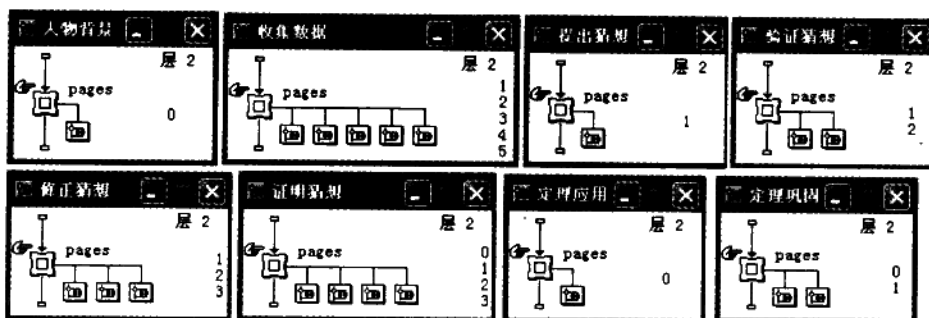 人物背景
层 2
pages
0
收集数据
层 2
pages
1
2
3
4
5
提出猜想
层 2
pages
1
验证猜想
层 2
pages
1
2
修正猜想
层 2
pages
1
2
3
证明猜想
层 2
pages
0
1
2
3
定理应用
层 2
pages
0
定理巩固
层 2
pages
0
1